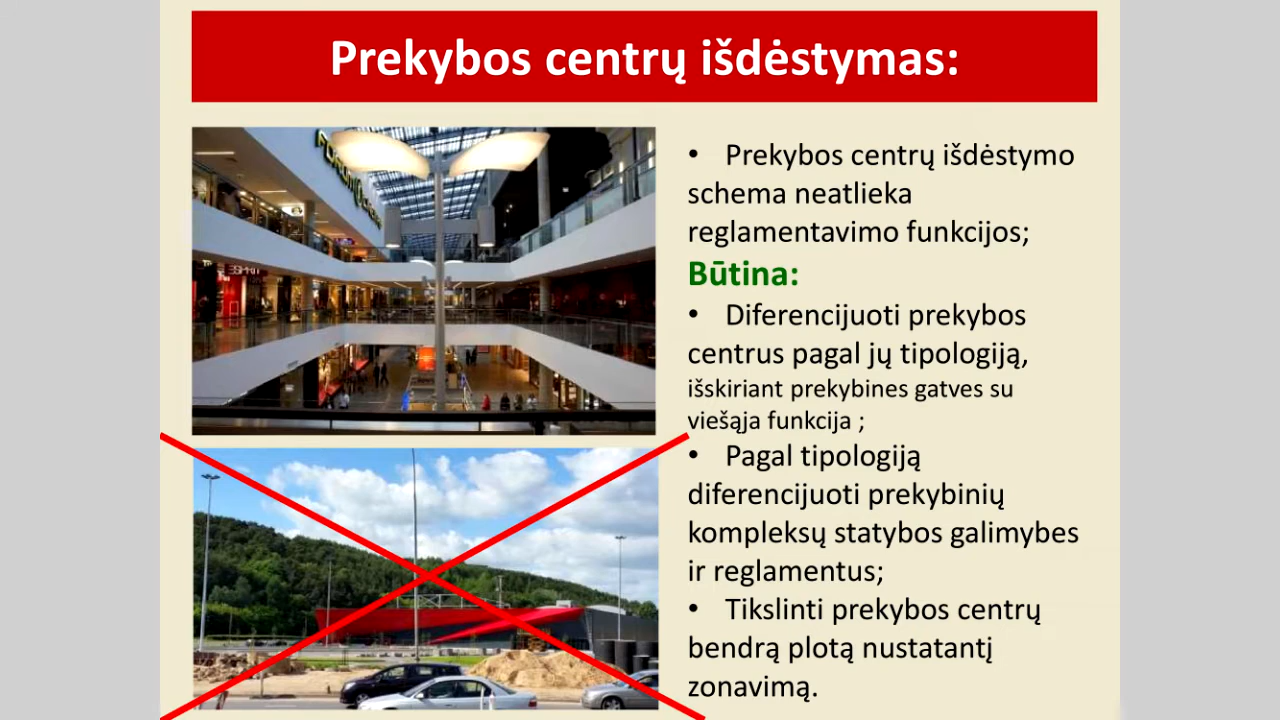 Prekybos centrų išdėstymas:
• Prekybos centrų išdėstymo
schema neatlieka
reglamentavimo funkcijos;
Būtina:
• Diferencijuoti prekybos
centrus pagal jų tipologiją,
išskiriant prekybines gatves su
viešąja funkcija ;
• Pagal tipologiją
diferencijuoti prekybinių
kompleksų statybos galimybes
ir reglamentus;
• Tikslinti prekybos centrų
bendrą plotą nustatantį
zonavimą.